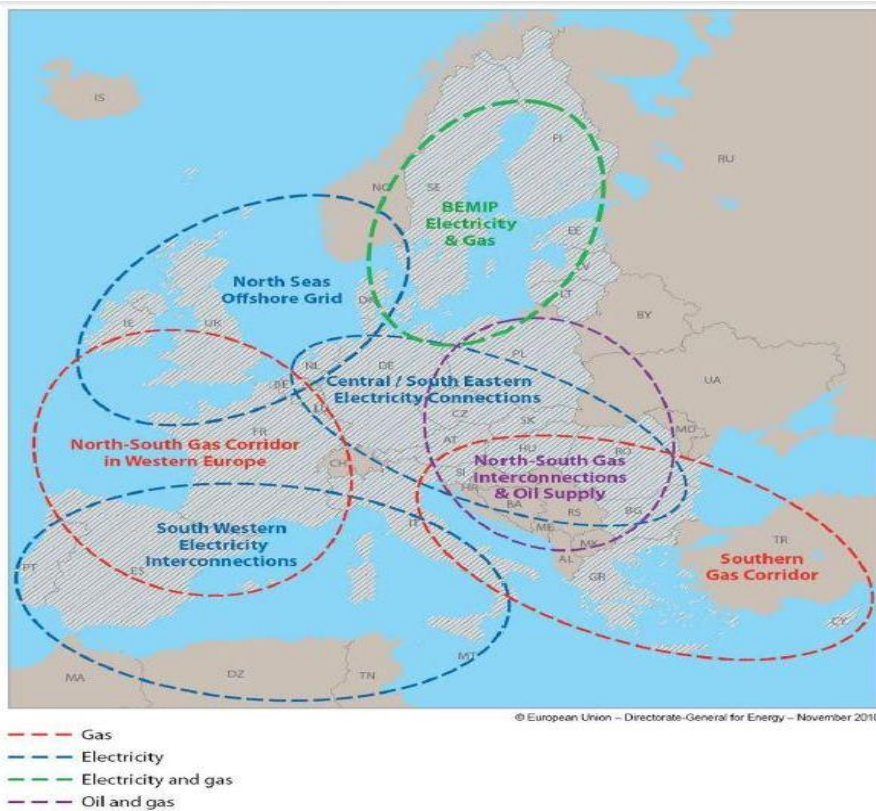 IS
NO
SE
FI
RU
BEMIP
Electricity
& Gas
EE
LV
LT
North Seas
Offshore Grid
DK
IE
UK
BY
NL
DE
PL
BE
Central / South Eastern
Electricity Connections
LU
UA
CZ
SK
FR
North-South Gas Corridor
in Western Europe
CH
AT
HU
RO
MD
North-South Gas
Interconnections
& Oil Supply
SI
HR
BA
RS
BG
ME
MK
AL
IT
South Western
Electricity
Interconnections
PT
ES
GR
TR
Southern
Gas Corridor
CY
MT
MA
DZ
TN
© European Union – Directorate-General for Energy – November 2010
Gas
Electricity
Electricity and gas
Oil and gas